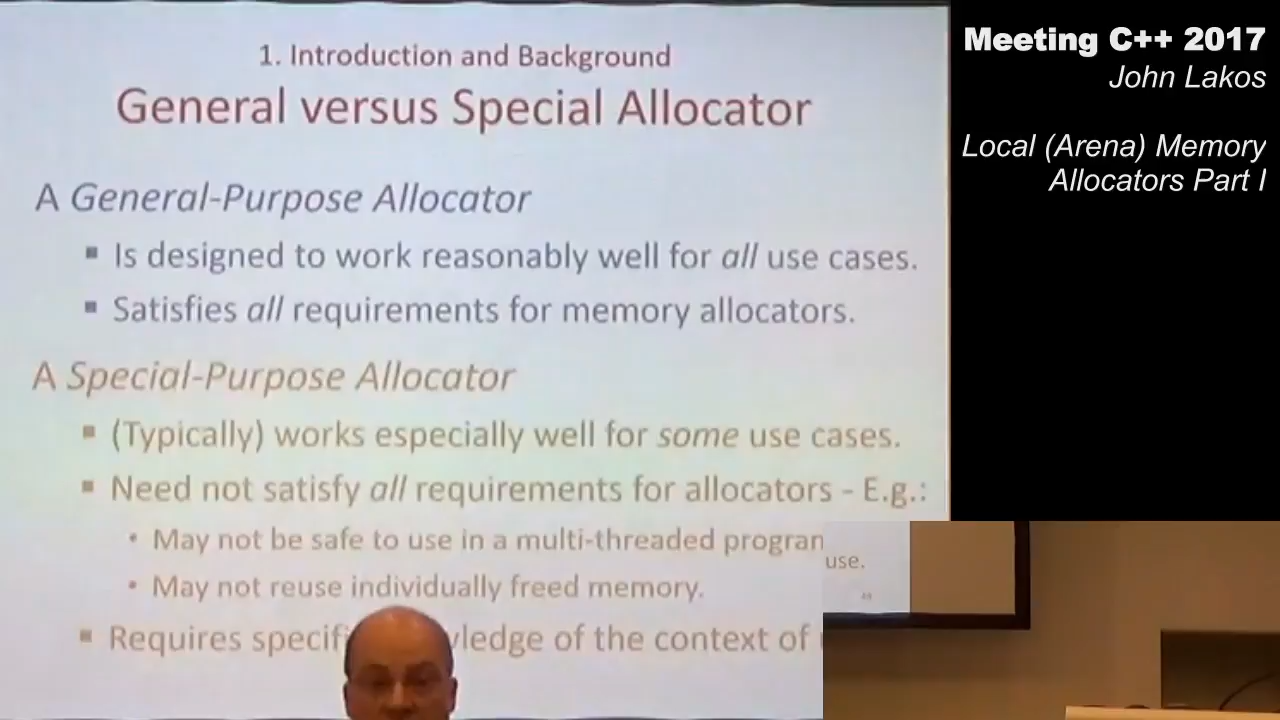 1. Introduction and Background
General versus Special Allocator
A General-Purpose Allocator
▪ Is designed to work reasonably well for all use cases.
▪ Satisfies all requirements for memory allocators.
A Special-Purpose Allocator
▪ (Typically) works especially well for some use cases.
▪ Need not satisfy all requirements for allocators - E.g.:
• May not be safe to use in a multi-threaded program
• May not reuse individually freed memory.
▪ Requires specifi wledge of the context of
use.
Meeting C++ 2017
John Lakos
Local (Arena) Memory
Allocators Part I